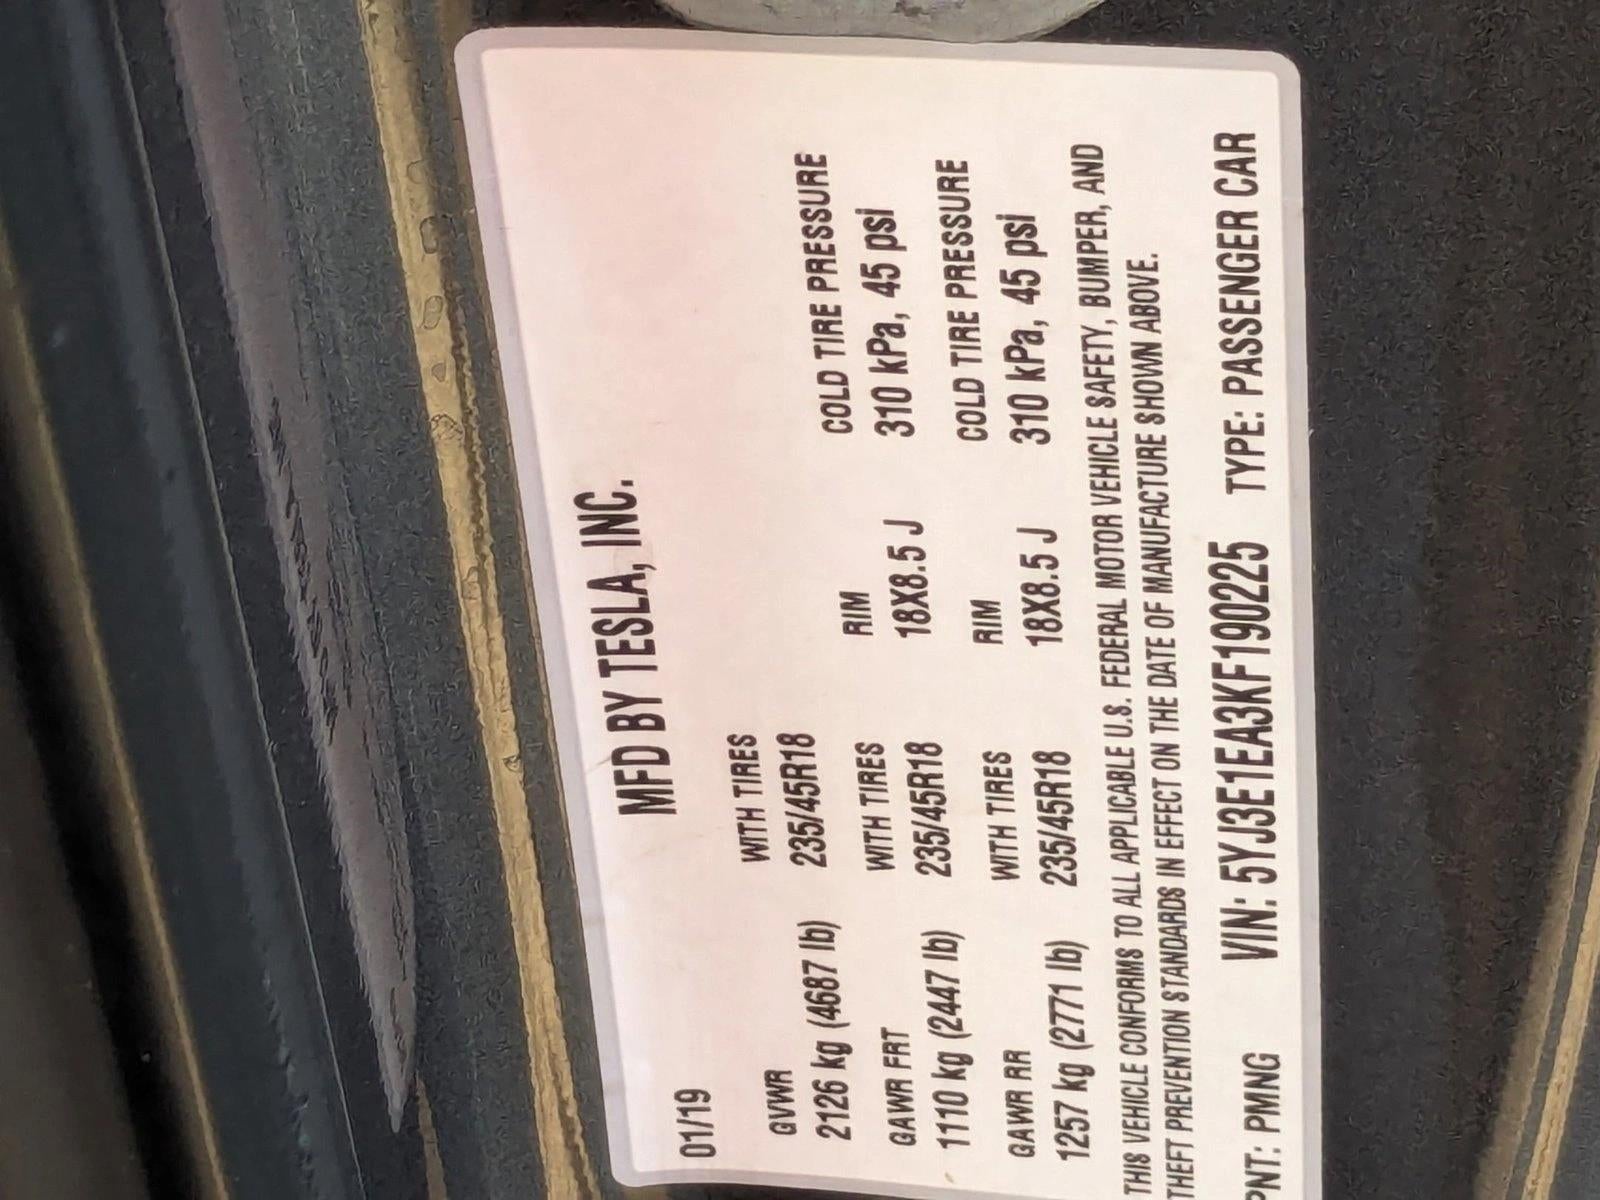 MFD BY TESLA, INC.
01/19
GVWR WITH TIRES
2126 kg (4687 lb) 235/45R18
GAWR FRT WITH TIRES RIM COLD TIRE PRESSURE
1110 kg (2447 lb) 235/45R18 18X8.5 J 310 kPa, 45 psi
GAWR RR WITH TIRES RIM COLD TIRE PRESSURE
1257 kg (2771 lb) 235/45R18 18X8.5 J 310 kPa, 45 psi
THIS VEHICLE CONFORMS TO ALL APPLICABLE U.S. FEDERAL MOTOR VEHICLE SAFETY, BUMPER, AND
THEFT PREVENTION STANDARDS IN EFFECT ON THE DATE OF MANUFACTURE SHOWN ABOVE.
PNT: PMNG VIN: 5YJ3E1EA3KF190225 TYPE: PASSENGER CAR